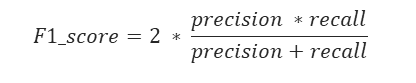 F1_score = 2 * precision * recall / precision + recall